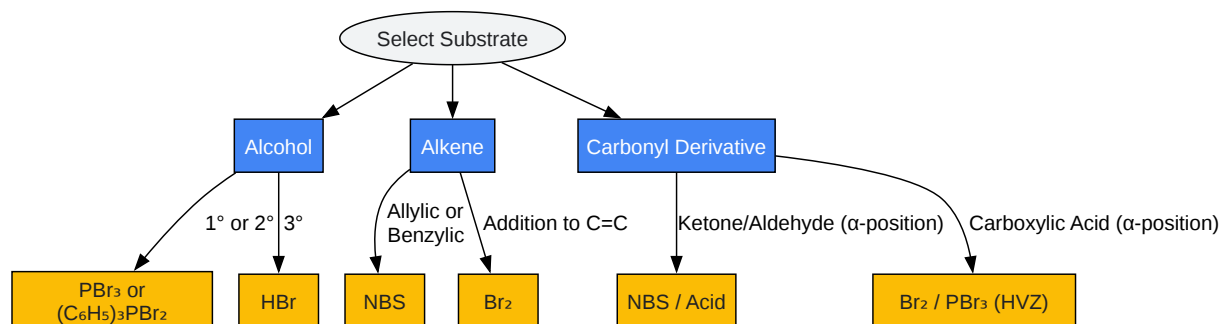 Select Substrate
Alcohol
Alkene
Carbonyl Derivative
1° or 2°
3°
Allylic or
Benzylic
Addition to C=C
Ketone/Aldehyde (α-position)
Carboxylic Acid (α-position)
PBr₃ or
(C₆H₅)₃PBr₂
HBr
NBS
Br₂
NBS / Acid
Br₂ / PBr₃ (HVZ)